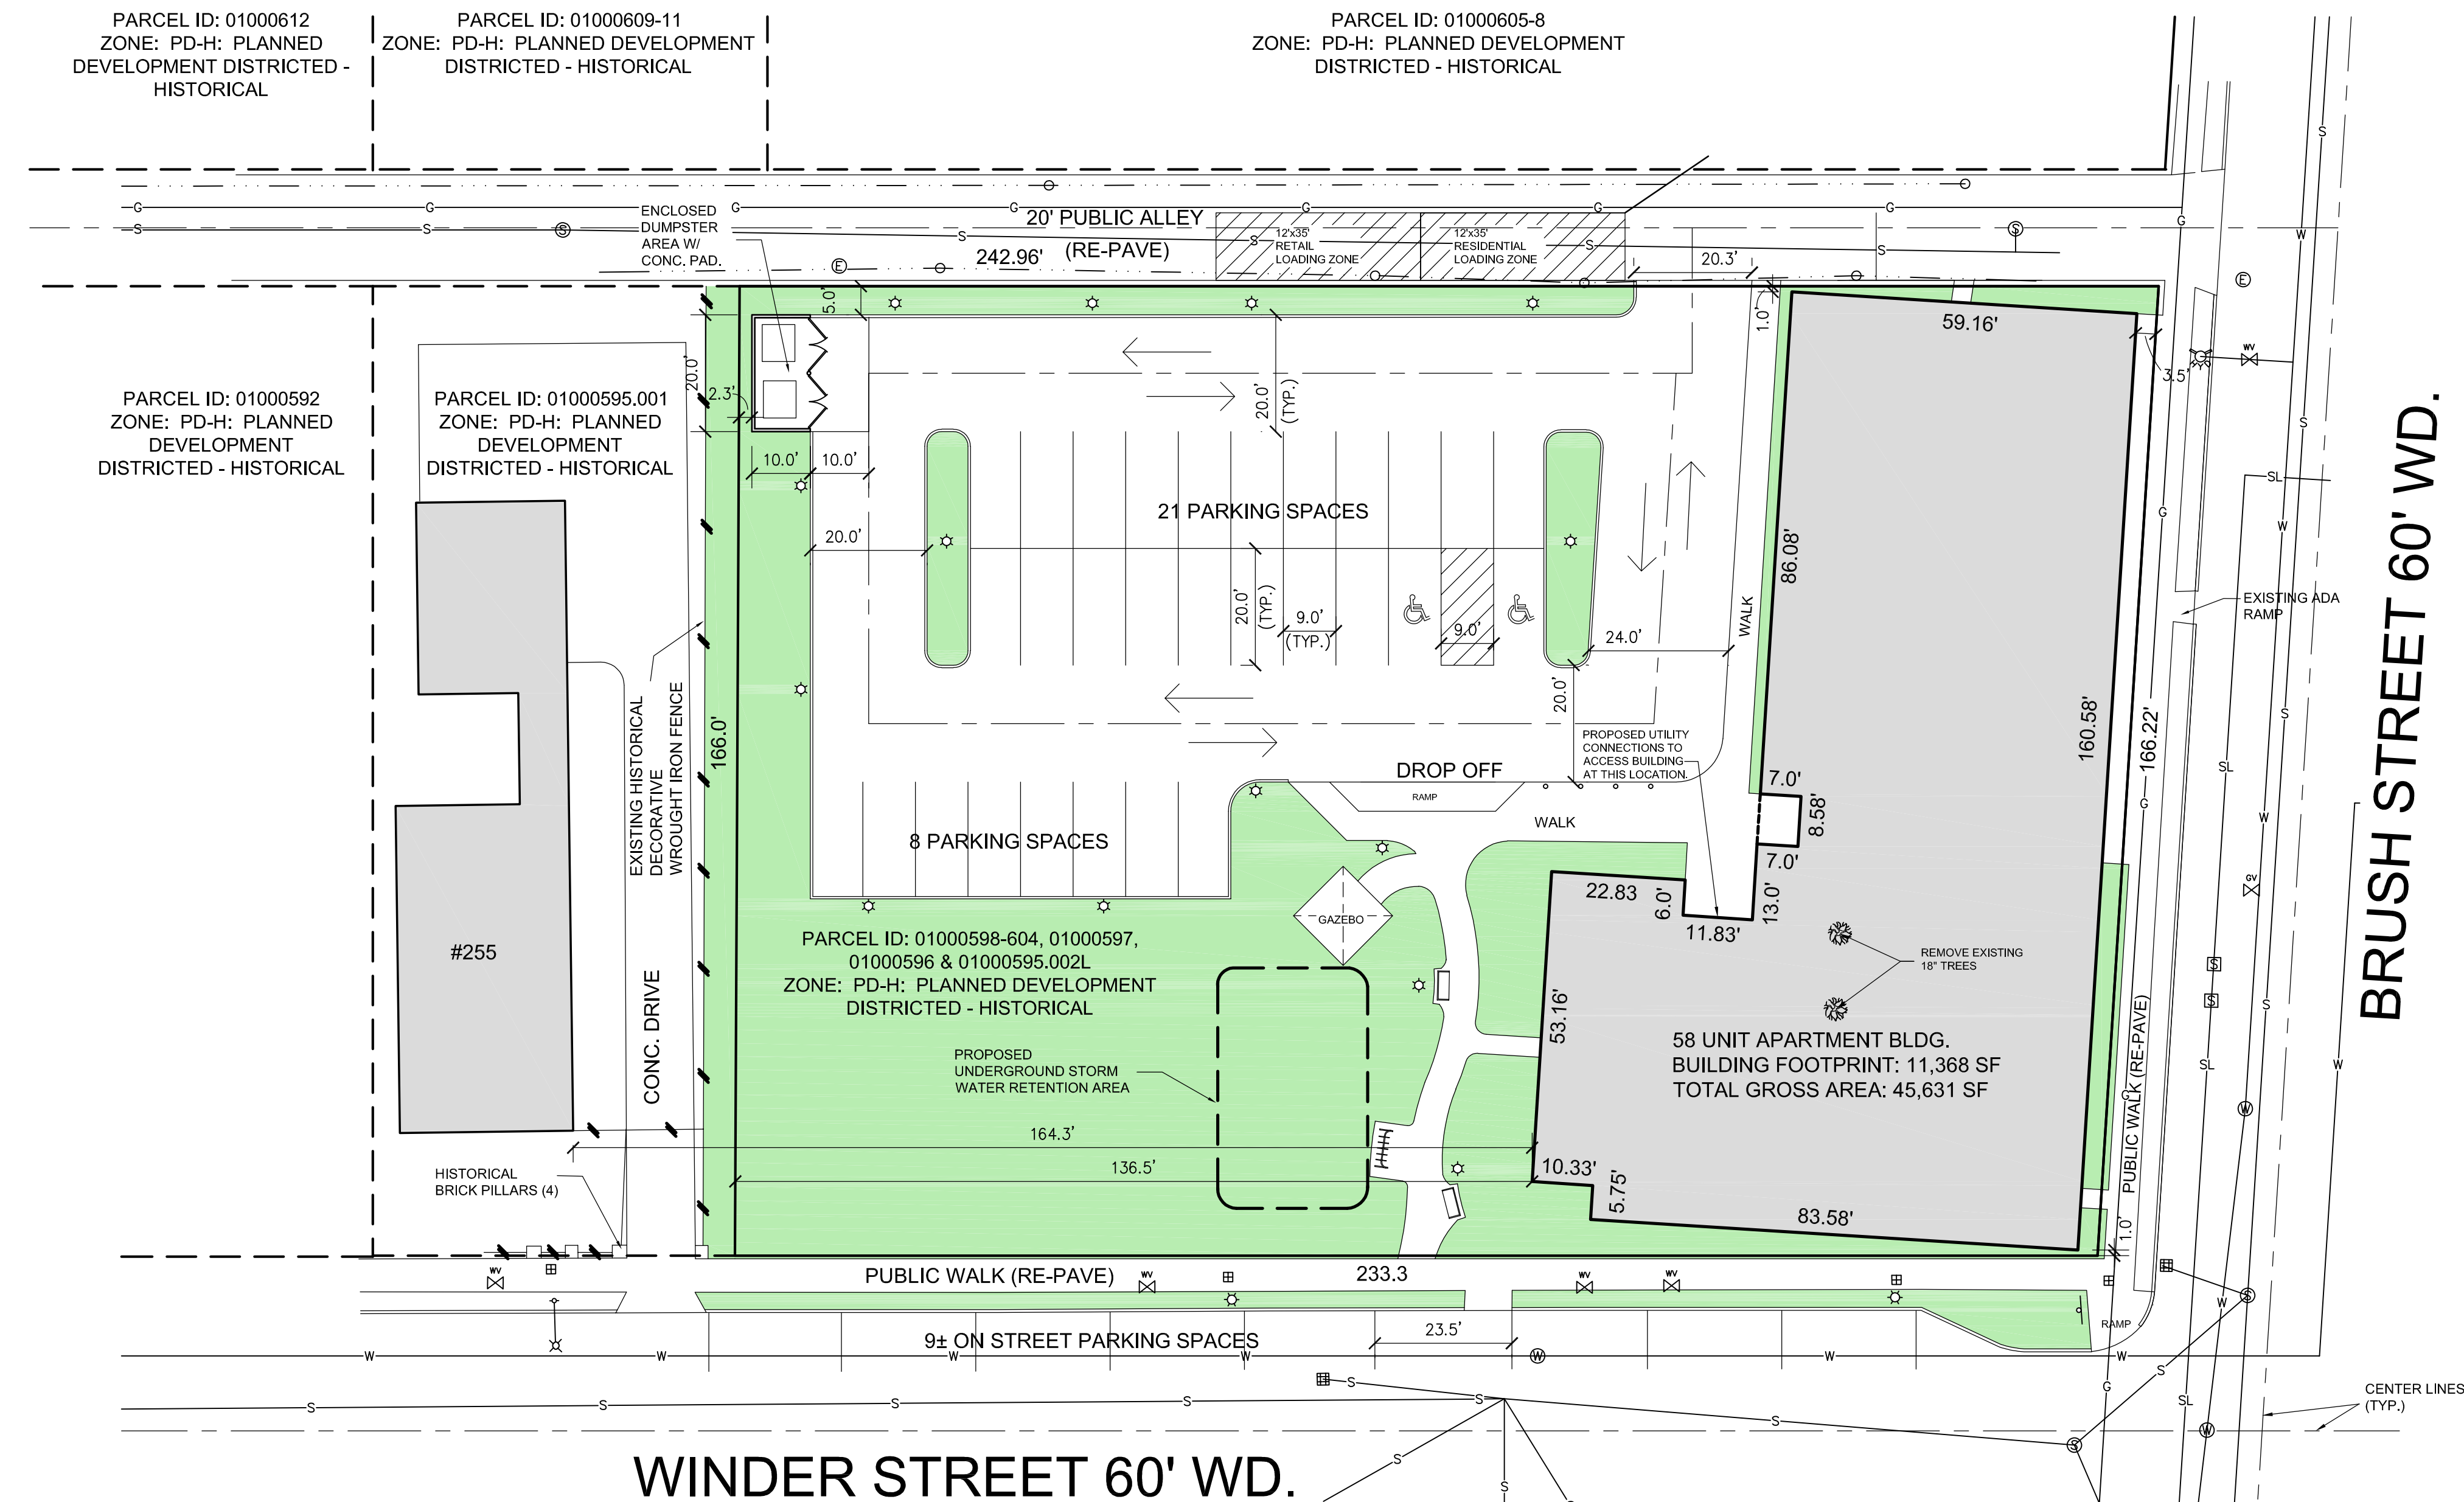 PARCEL ID: 01000612
ZONE: PD-H: PLANNED
DEVELOPMENT DISTRICTED -
HISTORICAL
PARCEL ID: 01000609-11
ZONE: PD-H: PLANNED DEVELOPMENT
DISTRICTED - HISTORICAL
PARCEL ID: 01000605-8
ZONE: PD-H: PLANNED DEVELOPMENT
DISTRICTED - HISTORICAL
ENCLOSED
DUMPSTER
AREA W/
CONC. PAD.
20' PUBLIC ALLEY
(RE-PAVE)
242.96'
12'x35'
RETAIL
LOADING ZONE
12'x35'
RESIDENTIAL
LOADING ZONE
20.3'
5.0'
1.0'
59.16'
3.5'
20.0'
2.3'
20.0'
(TYP.)
PARCEL ID: 01000592
ZONE: PD-H: PLANNED
DEVELOPMENT
DISTRICTED - HISTORICAL
PARCEL ID: 01000595.001
ZONE: PD-H: PLANNED
DEVELOPMENT
DISTRICTED - HISTORICAL
10.0'
10.0'
20.0'
21 PARKING SPACES
20.0'
(TYP.)
9.0'
(TYP.)
9.0'
24.0'
20.0'
WALK
86.08'
160.58'
166.22'
EXISTING ADA
RAMP
BRUSH STREET 60' WD.
EXISTING HISTORICAL
DECORATIVE
WROUGHT IRON FENCE
166.0'
PROPOSED UTILITY
CONNECTIONS TO
ACCESS BUILDING
AT THIS LOCATION.
DROP OFF
RAMP
WALK
7.0'
8.58'
7.0'
13.0'
8 PARKING SPACES
22.83
6.0'
11.83'
GAZEBO
#255
PARCEL ID: 01000598-604, 01000597,
01000596 & 01000595.002L
ZONE: PD-H: PLANNED DEVELOPMENT
DISTRICTED - HISTORICAL
REMOVE EXISTING
18" TREES
CONC. DRIVE
53.16'
PROPOSED
UNDERGROUND STORM
WATER RETENTION AREA
58 UNIT APARTMENT BLDG.
BUILDING FOOTPRINT: 11,368 SF
TOTAL GROSS AREA: 45,631 SF
PUBLIC WALK (RE-PAVE)
164.3'
136.5'
10.33'
5.75'
83.58'
1.0'
HISTORICAL
BRICK PILLARS (4)
PUBLIC WALK (RE-PAVE)
233.3
9± ON STREET PARKING SPACES
23.5'
RAMP
CENTER LINES
(TYP.)
WINDER STREET 60' WD.